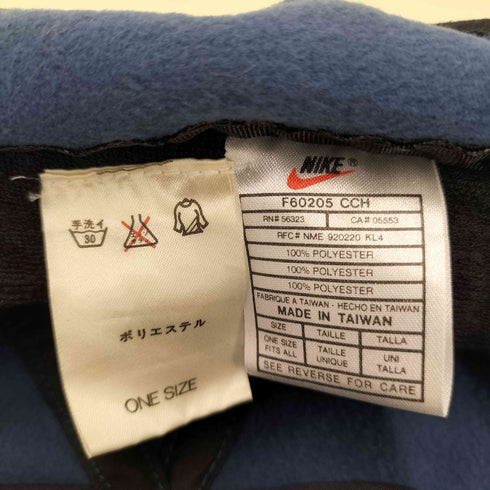 手洗イ
30
ポリエステル
ONE SIZE
NIKE®
F60205 CCH
RN# 56323 CA# 05553
RFC# NME 920220 KL4
100% POLYESTER
100% POLYESTER
100% POLYESTER
FABRIQUE A TAIWAN - HECHO EN TAIWAN
MADE IN TAIWAN
SIZE TAILLE TALLA
ONE SIZE TAILLE UNI
FITS ALL UNIQUE TALLA
SEE REVERSE FOR CARE